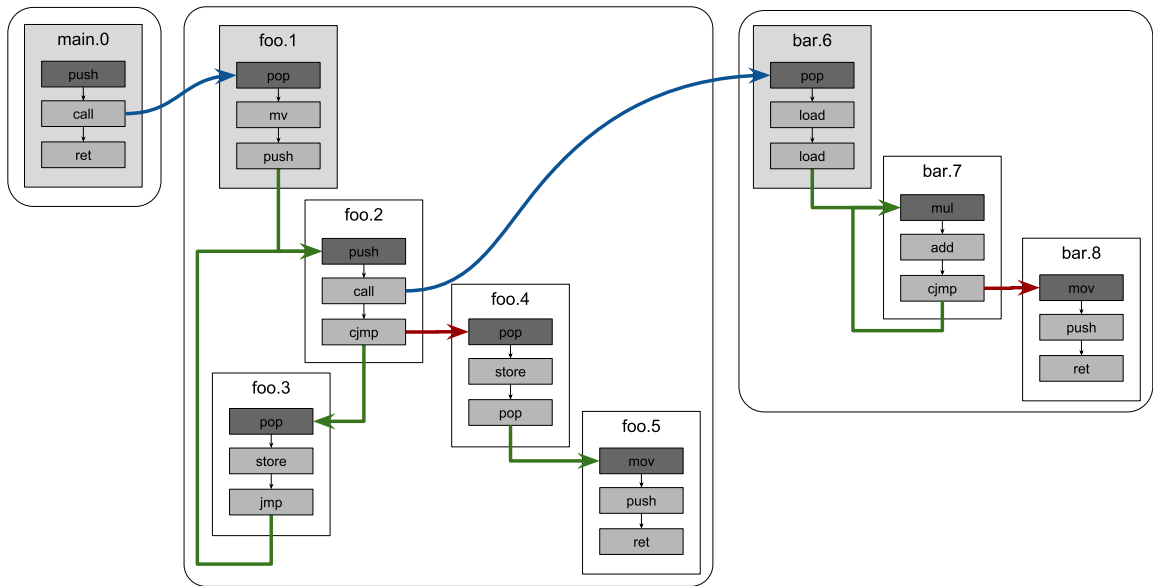 main.0
push
call
ret
foo.1
pop
mv
push
foo.2
push
call
cjmp
foo.3
pop
store
jmp
foo.4
pop
store
pop
foo.5
mov
push
ret
bar.6
pop
load
load
bar.7
mul
add
cjmp
bar.8
mov
push
ret